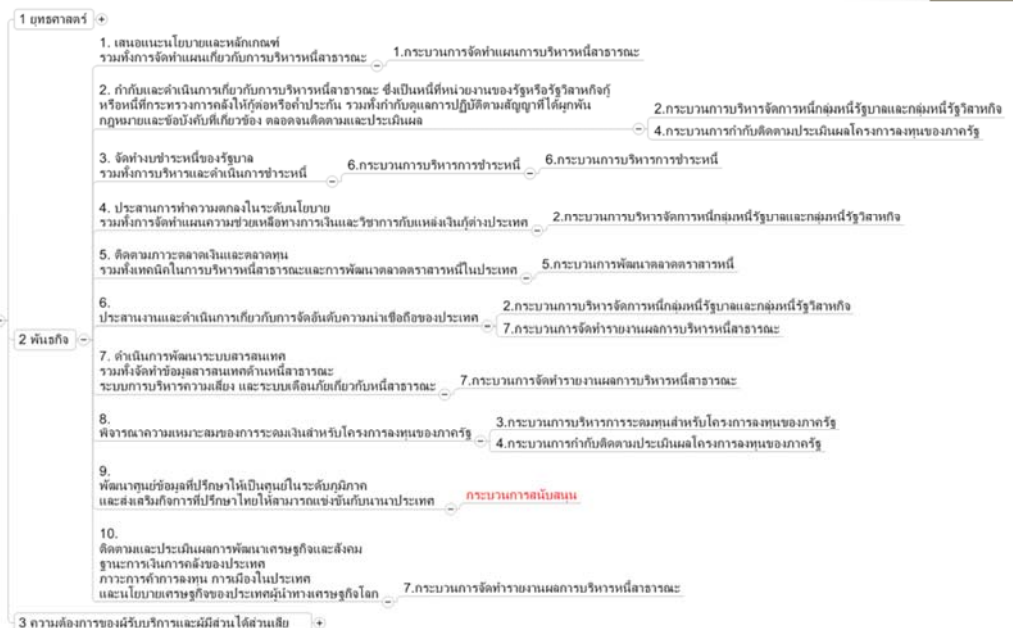 1 ยุทธศาสตร์
1. เสนอแนะนโยบายและหลักเกณฑ์
รวมทั้งการจัดทำแผนเกี่ยวกับการบริหารหนี้สาธารณะ
1.กระบวนการจัดทำแผนการบริหารหนี้สาธารณะ
2. กำกับและดำเนินการเกี่ยวกับการบริหารหนี้สาธารณะ ซึ่งเป็นหนี้ที่หน่วยงานของรัฐหรือรัฐวิสาหกิจกู้
หรือหนี้ที่กระทรวงการคลังให้กู้ต่อหรือค้ำประกัน รวมทั้งกำกับดูแลการปฏิบัติตามสัญญาที่ได้ผูกพัน
กฎหมายและข้อบังคับที่เกี่ยวข้อง ตลอดจนติดตามและประเมินผล
2.กระบวนการบริหารจัดการหนี้กลุ่มหนี้รัฐบาลและกลุ่มหนี้รัฐวิสาหกิจ
4.กระบวนการกำกับติดตามประเมินผลโครงการลงทุนของภาครัฐ
3. จัดทำงบชำระหนี้ของรัฐบาล
รวมทั้งการบริหารและดำเนินการชำระหนี้
6.กระบวนการบริหารการชำระหนี้
6.กระบวนการบริหารการชำระหนี้
4. ประสานการทำความตกลงในระดับนโยบาย
รวมทั้งการจัดทำแผนความช่วยเหลือทางการเงินและวิชาการกับแหล่งเงินกู้ต่างประเทศ
2.กระบวนการบริหารจัดการหนี้กลุ่มหนี้รัฐบาลและกลุ่มหนี้รัฐวิสาหกิจ
5. ติดตามภาวะตลาดเงินและตลาดทุน
รวมทั้งเทคนิคในการบริหารหนี้สาธารณะและการพัฒนาตลาดตราสารหนี้ในประเทศ
5.กระบวนการพัฒนาตลาดตราสารหนี้
6.
ประสานงานและดำเนินการเกี่ยวกับการจัดอันดับความน่าเชื่อถือของประเทศ
2.กระบวนการบริหารจัดการหนี้กลุ่มหนี้รัฐบาลและกลุ่มหนี้รัฐวิสาหกิจ
7.กระบวนการจัดทำรายงานผลการบริหารหนี้สาธารณะ
2 พันธกิจ
7. ดำเนินการพัฒนาระบบสารสนเทศ
รวมทั้งจัดทำข้อมูลสารสนเทศด้านหนี้สาธารณะ
ระบบการบริหารความเสี่ยง และระบบเตือนภัยเกี่ยวกับหนี้สาธารณะ
7.กระบวนการจัดทำรายงานผลการบริหารหนี้สาธารณะ
8.
พิจารณาความเหมาะสมของการระดมเงินสำหรับโครงการลงทุนของภาครัฐ
3.กระบวนการบริหารการระดมทุนสำหรับโครงการลงทุนของภาครัฐ
4.กระบวนการกำกับติดตามประเมินผลโครงการลงทุนของภาครัฐ
9.
พัฒนาศูนย์ข้อมูลที่ปรึกษาให้เป็นศูนย์ในระดับภูมิภาค
และส่งเสริมกิจการที่ปรึกษาไทยให้สามารถแข่งขันกับนานาประเทศ
กระบวนการสนับสนุน
10.
ติดตามและประเมินผลการพัฒนาเศรษฐกิจและสังคม
ฐานะการเงินการคลังของประเทศ
ภาวะการค้าการลงทุน การเมืองในประเทศ
และนโยบายเศรษฐกิจของประเทศผู้นำทางเศรษฐกิจโลก
7.กระบวนการจัดทำรายงานผลการบริหารหนี้สาธารณะ
3 ความต้องการของผู้รับบริการและผู้มีส่วนได้ส่วนเสีย